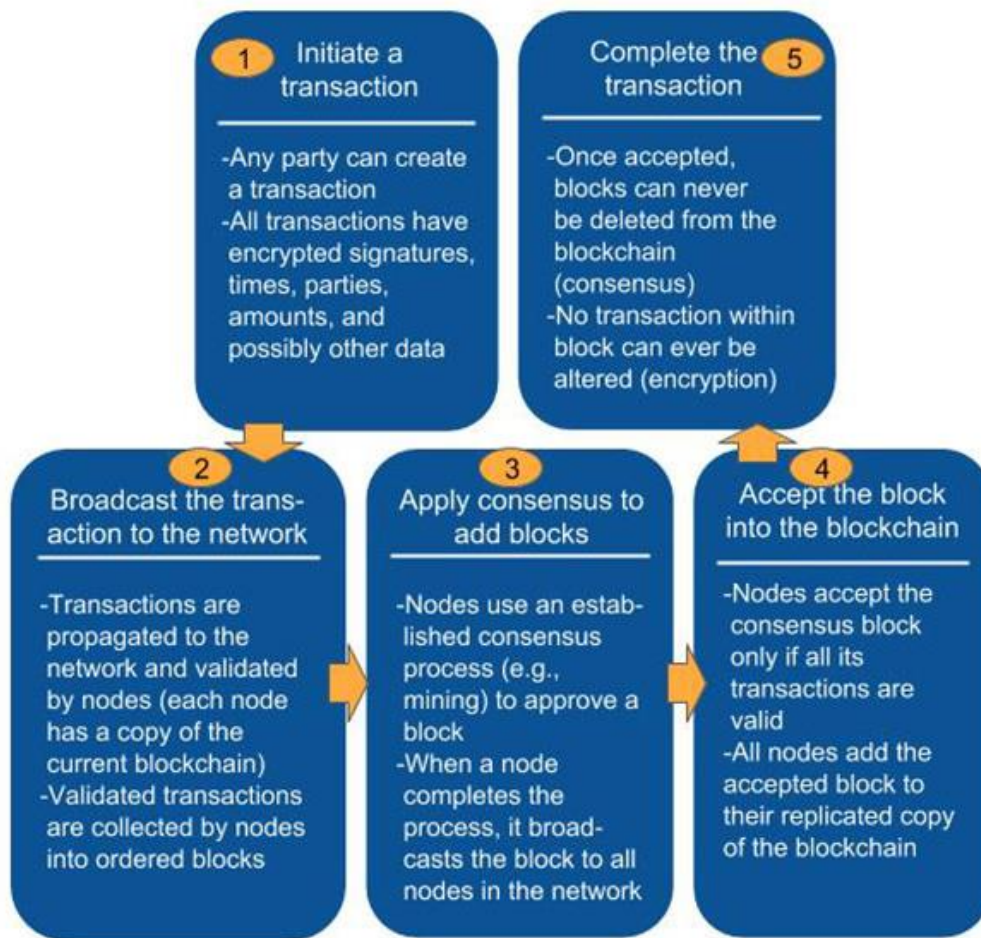 1
Initiate a
transaction
-Any party can create
a transaction
-All transactions have
encrypted signatures,
times, parties,
amounts, and
possibly other data
2
Broadcast the trans-
action to the network
-Transactions are
propagated to the
network and validated
by nodes (each node
has a copy of the
current blockchain)
-Validated transactions
are collected by nodes
into ordered blocks
3
Apply consensus to
add blocks
-Nodes use an estab-
lished consensus
process (e.g.,
mining) to approve a
block
-When a node
completes the
process, it broad-
casts the block to all
nodes in the network
4
Accept the block
into the blockchain
-Nodes accept the
consensus block
only if all its
transactions are
valid
-All nodes add the
accepted block to
their replicated copy
of the blockchain
5
Complete the
transaction
-Once accepted,
blocks can never
be deleted from the
blockchain
(consensus)
-No transaction within
block can ever be
altered (encryption)